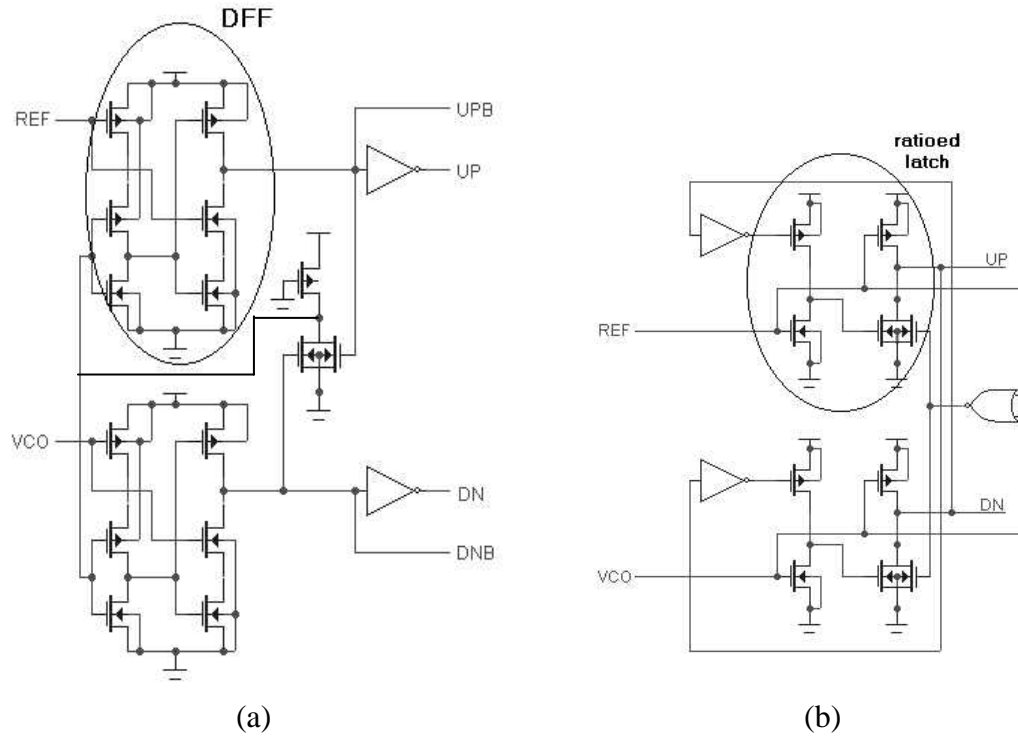 DFF
REF
UPB
UP
VCO
DN
DNB
(a)
ratioed
latch
UP
REF
DN
VCO
(b)